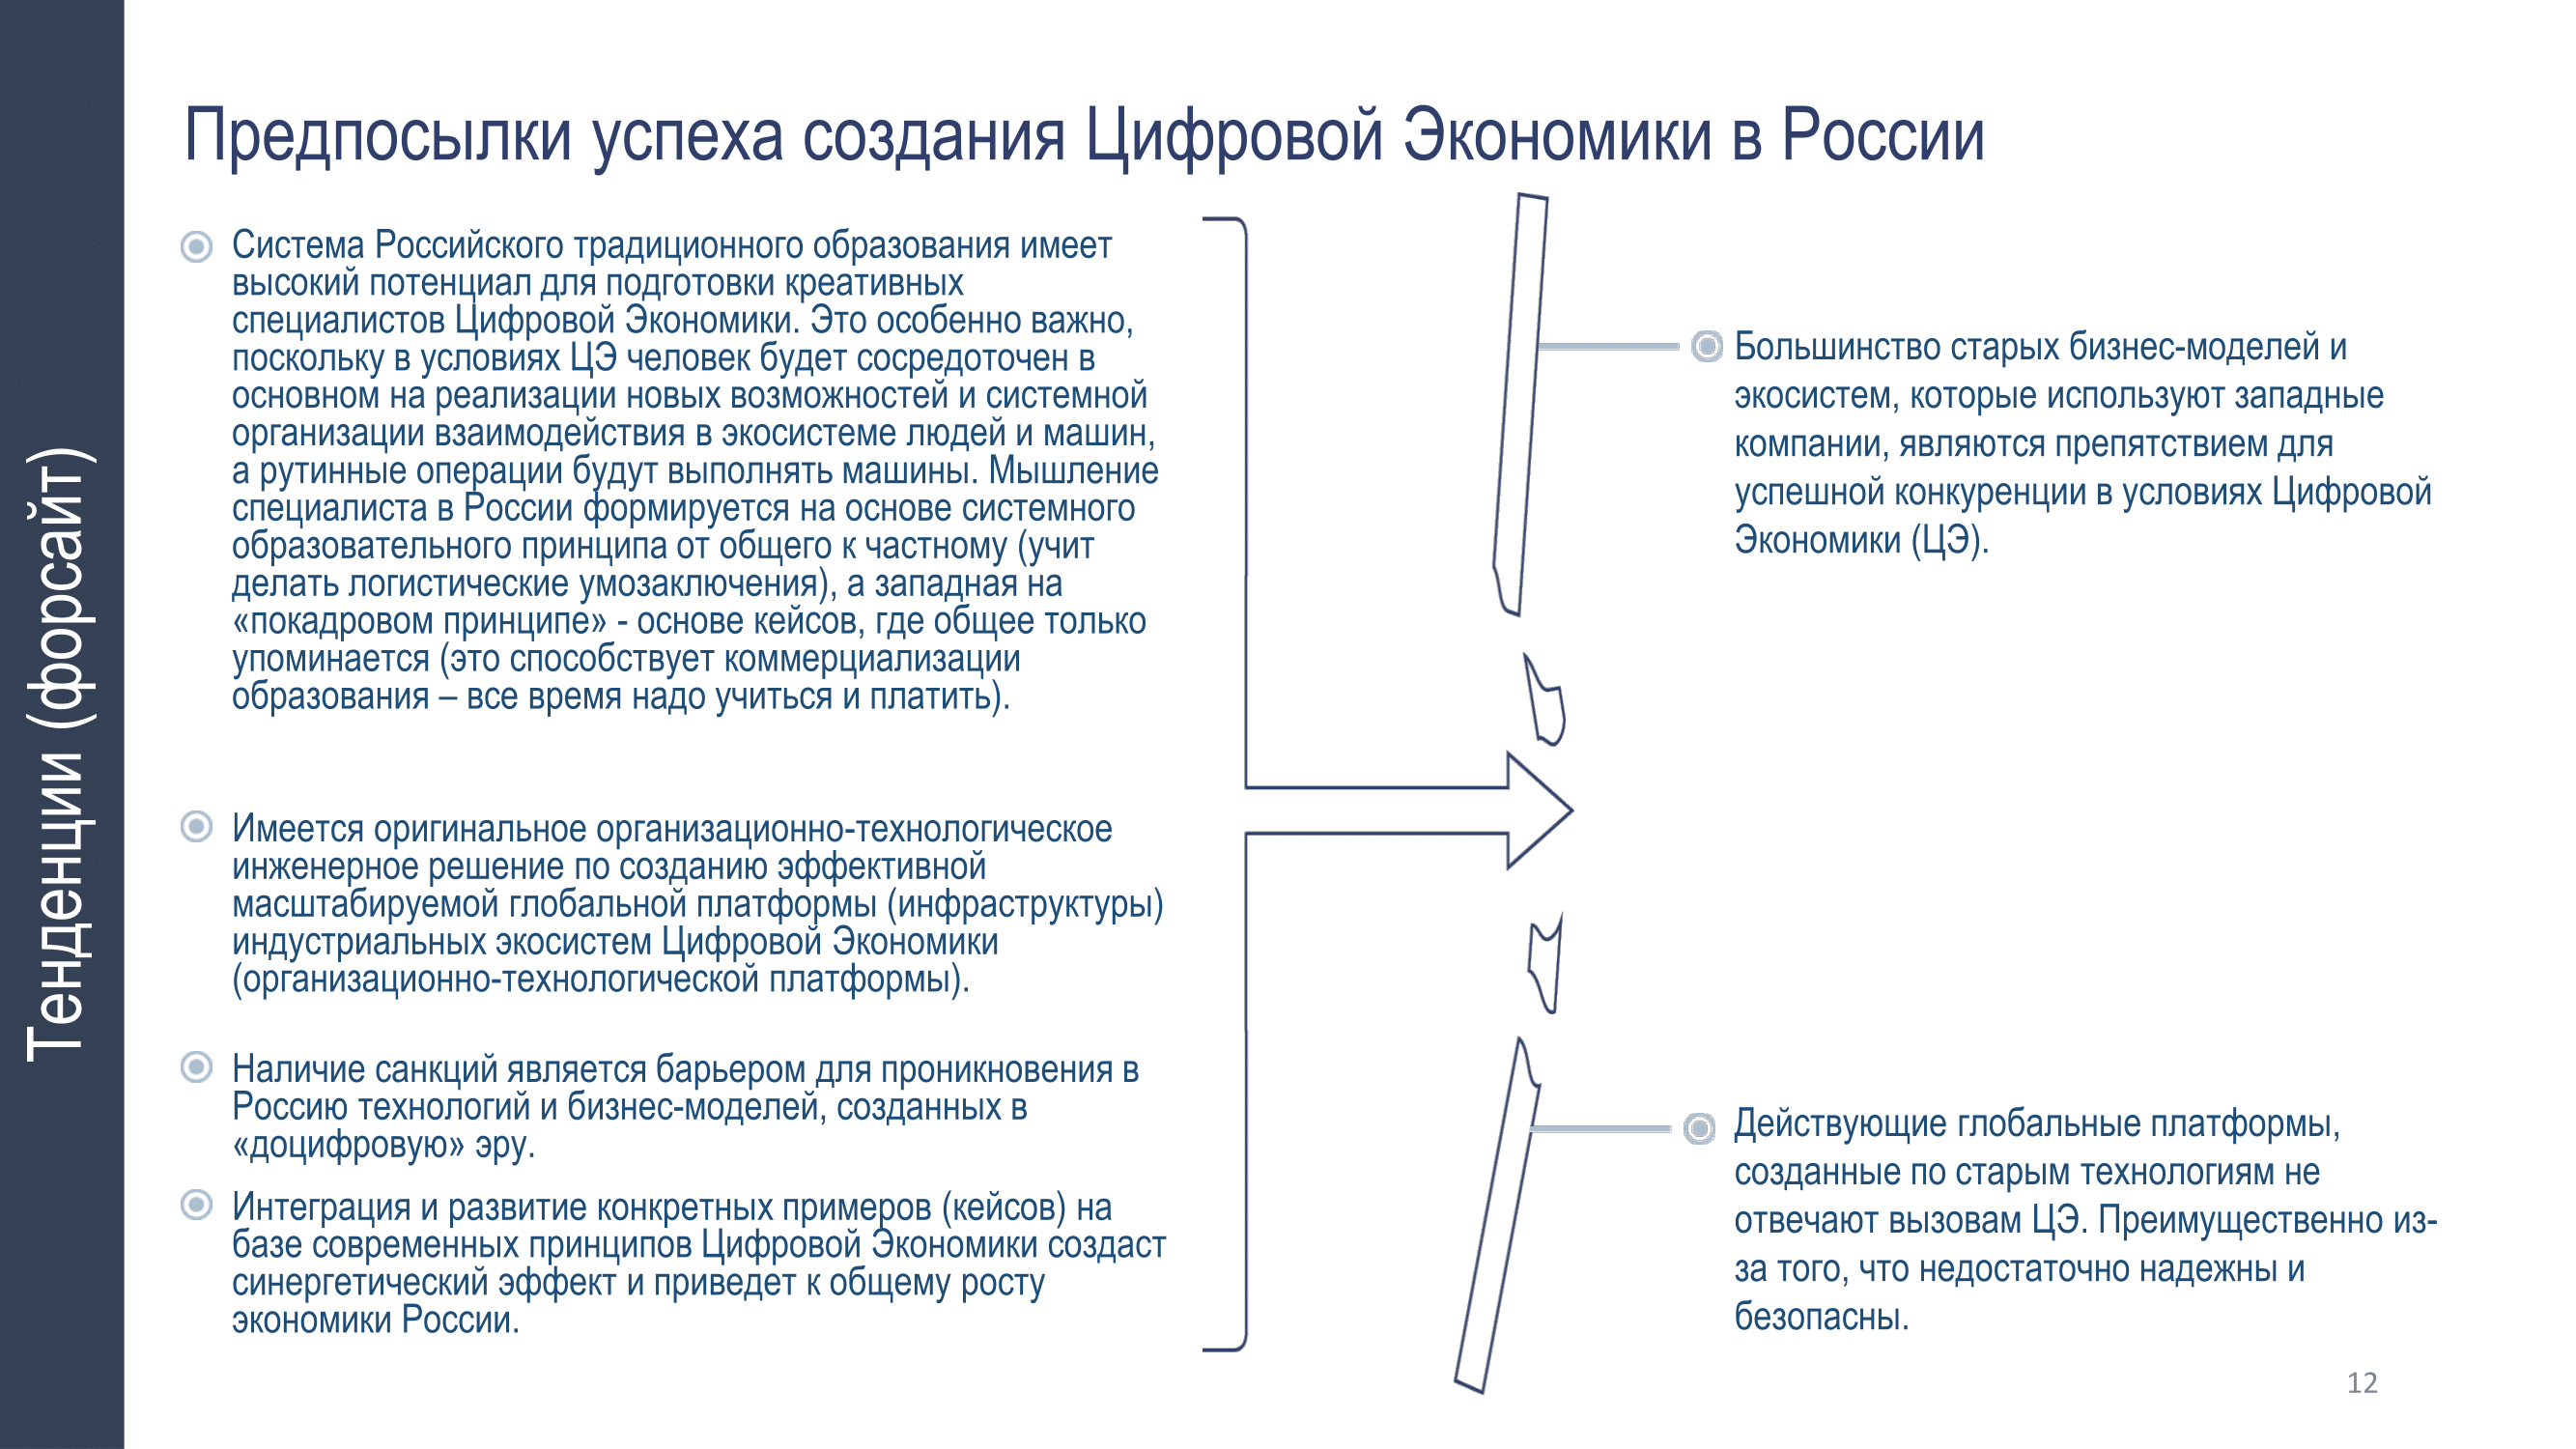 Тенденции (форсайт)
Предпосылки успеха создания Цифровой Экономики в России
Система Российского традиционного образования имеет
высокий потенциал для подготовки креативных
специалистов Цифровой Экономики. Это особенно важно,
поскольку в условиях ЦЭ человек будет сосредоточен в
основном на реализации новых возможностей и системной
организации взаимодействия в экосистеме людей и машин,
а рутинные операции будут выполнять машины. Мышление
специалиста в России формируется на основе системного
образовательного принципа от общего к частному (учит
делать логистические умозаключения), а западная на
«покадровом принципе» - основе кейсов, где общее только
упоминается (это способствует коммерциализации
образования – все время надо учиться и платить).
Имеется оригинальное организационно-технологическое
инженерное решение по созданию эффективной
масштабируемой глобальной платформы (инфраструктуры)
индустриальных экосистем Цифровой Экономики
(организационно-технологической платформы).
Наличие санкций является барьером для проникновения в
Россию технологий и бизнес-моделей, созданных в
«доцифровую» эру.
Интеграция и развитие конкретных примеров (кейсов) на
базе современных принципов Цифровой Экономики создаст
синергетический эффект и приведет к общему росту
экономики России.
Большинство старых бизнес-моделей и
экосистем, которые используют западные
компании, являются препятствием для
успешной конкуренции в условиях Цифровой
Экономики (ЦЭ).
Действующие глобальные платформы,
созданные по старым технологиям не
отвечают вызовам ЦЭ. Преимущественно из-
за того, что недостаточно надежны и
безопасны.
12